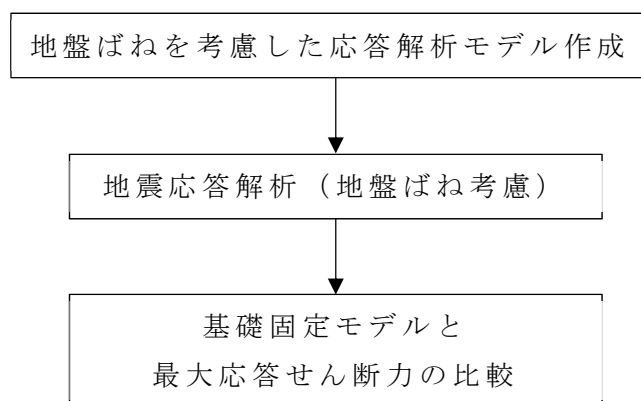 地盤ばねを考慮した応答解析モデル作成
地震応答解析（地盤ばね考慮）
基礎固定モデルと
最大応答せん断力の比較